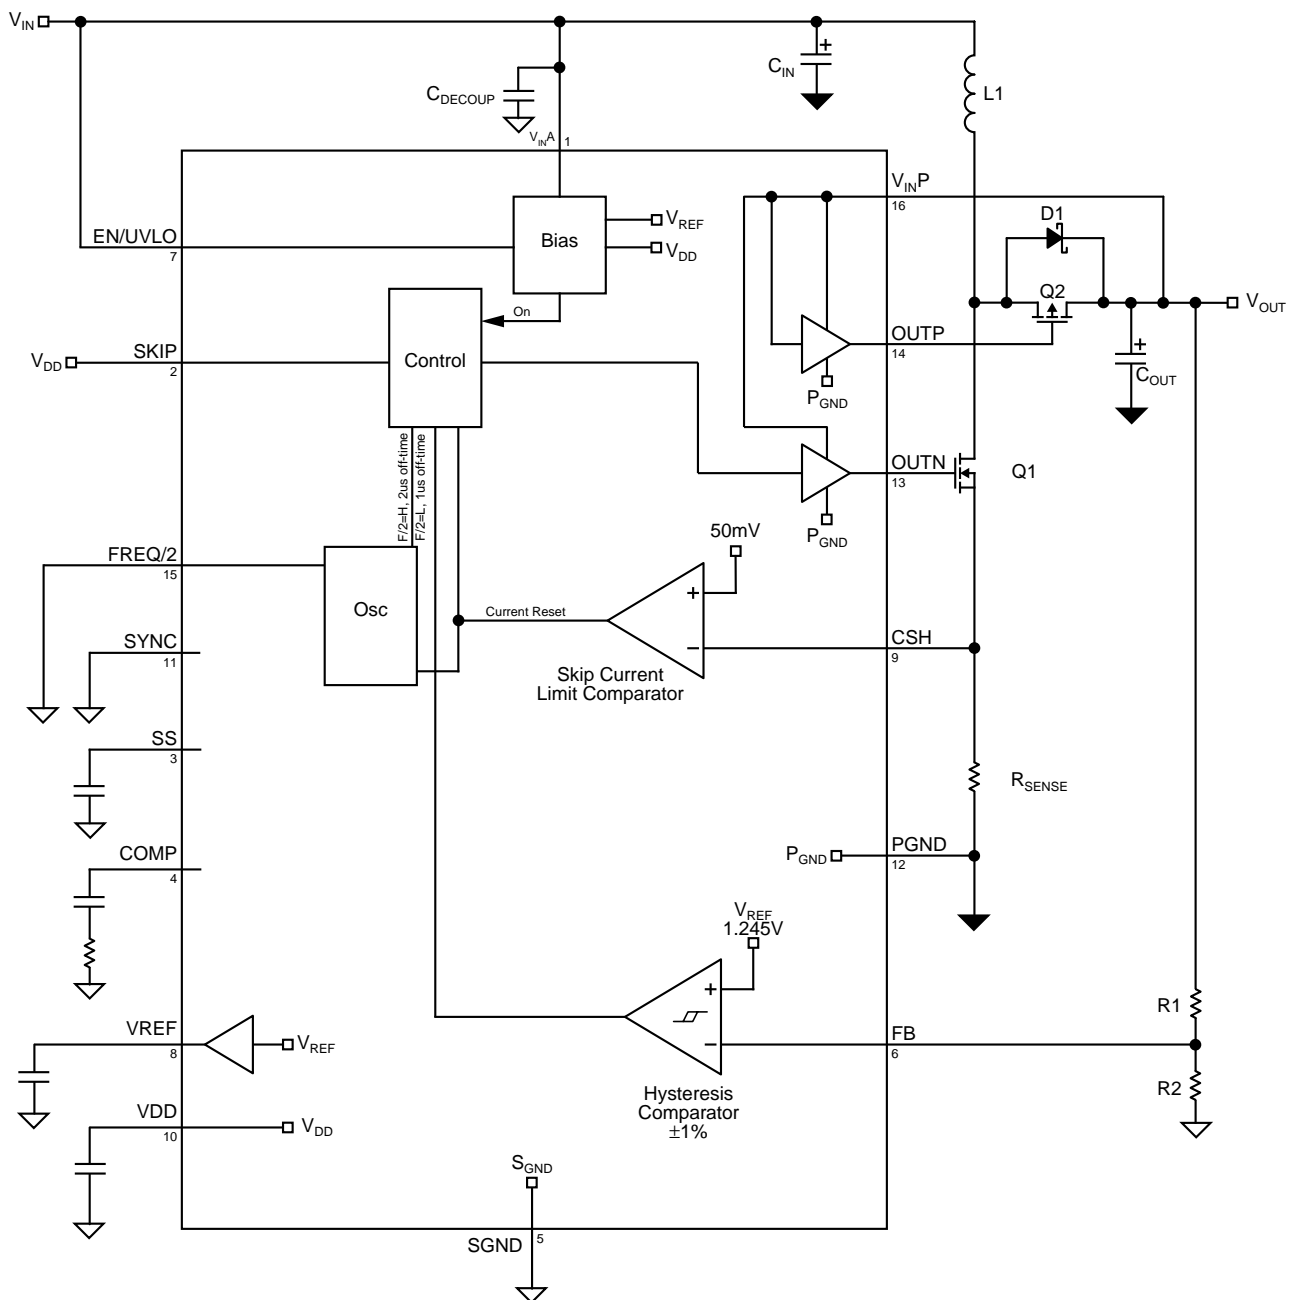 VIN
CIN
L1
CDECOUP
VINA
1
VINP
16
D1
EN/UVLO
7
Bias
VREF
VDD
On
Q2
VOUT
OUTP
14
VDD
SKIP
2
Control
PGND
COUT
F/2=H, 2us off-time
F/2=L, 1us off-time
OUTN
13
Q1
PGND
50mV
FREQ/2
15
Osc
Current Reset
+
−
CSH
9
SYNC
11
Skip Current
Limit Comparator
SS
3
RSENSE
COMP
4
PGND
PGND
12
VREF
1.245V
+
−
R1
VREF
8
VREF
FB
6
R2
Hysteresis
Comparator
±1%
VDD
10
VDD
SGND
SGND
5